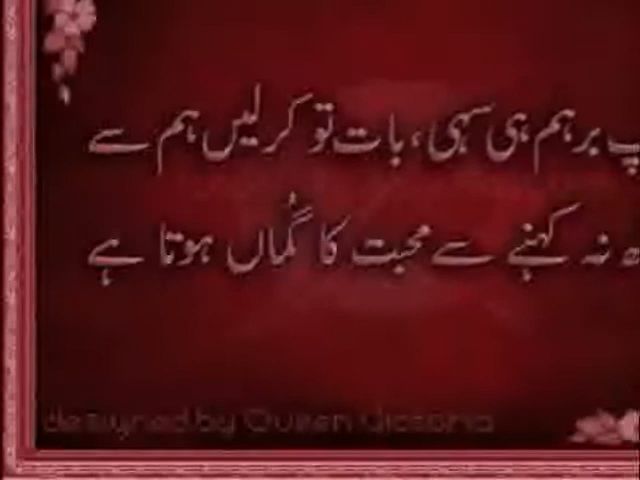 برہم ہی سہی، بات تو کر لیں ہم سے
نہ کہنے سے محبت کا گماں ہوتا ہے
designed by Queen